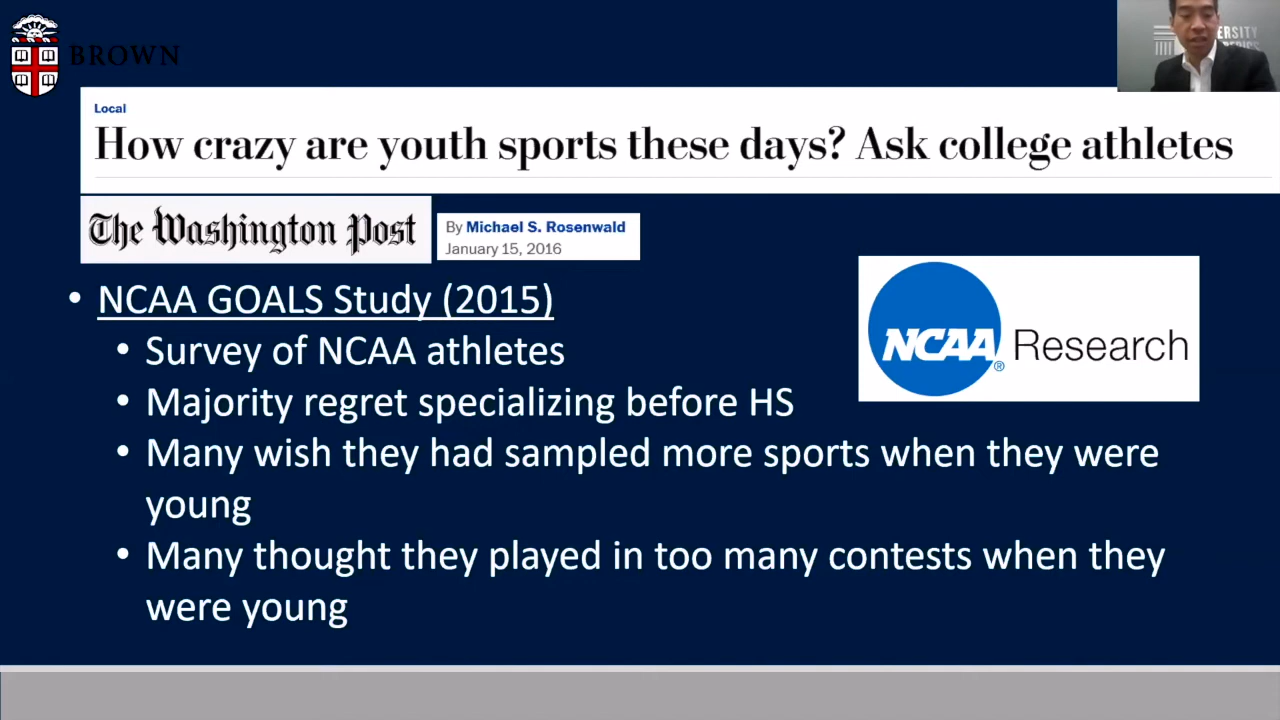 BROWN
ERSITY
Local
How crazy are youth sports these days? Ask college athletes
The Washington Post
By Michael S. Rosenwald
January 15, 2016
• NCAA GOALS Study (2015)
NCAA® Research
• Survey of NCAA athletes
• Majority regret specializing before HS
• Many wish they had sampled more sports when they were
young
• Many thought they played in too many contests when they
were young